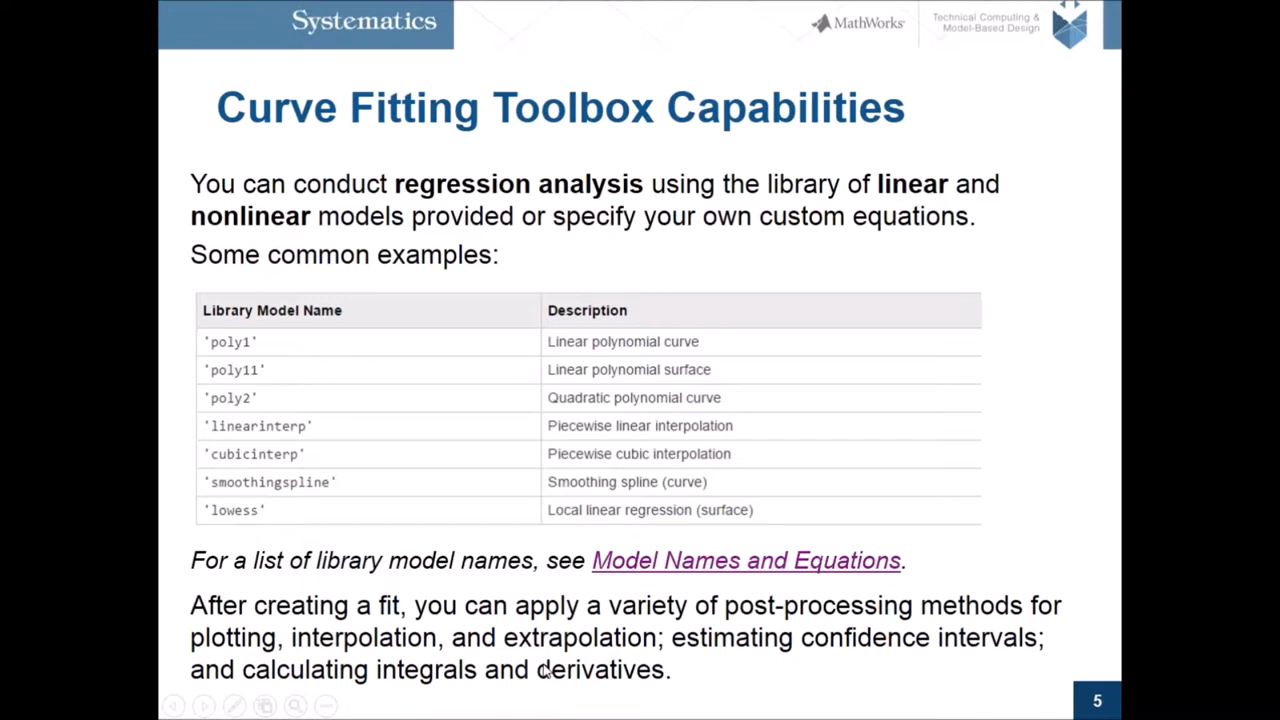 Systematics
MathWorks
Technical Computing &
Model-Based Design
Curve Fitting Toolbox Capabilities
You can conduct regression analysis using the library of linear and
nonlinear models provided or specify your own custom equations.
Some common examples:
Library Model Name Description
'poly1' Linear polynomial curve
'poly11' Linear polynomial surface
'poly2' Quadratic polynomial curve
'linearinterp' Piecewise linear interpolation
'cubicinterp' Piecewise cubic interpolation
'smoothingspline' Smoothing spline (curve)
'lowess' Local linear regression (surface)
For a list of library model names, see Model Names and Equations.
After creating a fit, you can apply a variety of post-processing methods for
plotting, interpolation, and extrapolation; estimating confidence intervals;
and calculating integrals and derivatives.
5